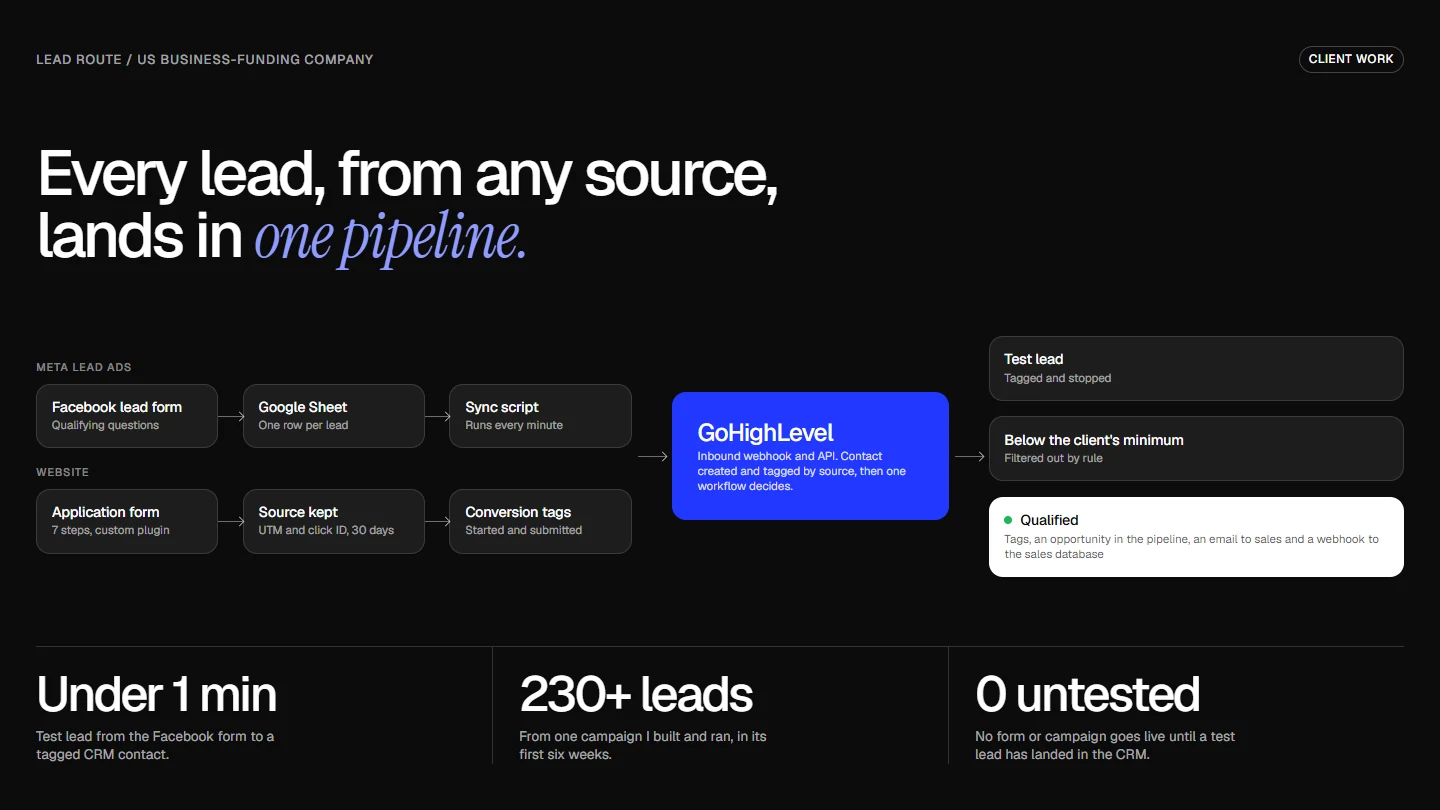 LEAD ROUTE / US BUSINESS-FUNDING COMPANY
CLIENT WORK
Every lead, from any source,
lands in one pipeline.
META LEAD ADS
Facebook lead form
Qualifying questions
Google Sheet
One row per lead
Sync script
Runs every minute
WEBSITE
Application form
7 steps, custom plugin
Source kept
UTM and click ID, 30 days
Conversion tags
Started and submitted
GoHighLevel
Inbound webhook and API. Contact
created and tagged by source, then one
workflow decides.
Test lead
Tagged and stopped
Below the client's minimum
Filtered out by rule
Qualified
Tags, an opportunity in the pipeline, an email to sales and a webhook to
the sales database
Under 1 min
Test lead from the Facebook form to a
tagged CRM contact.
230+ leads
From one campaign I built and ran, in its
first six weeks.
0 untested
No form or campaign goes live until a test
lead has landed in the CRM.